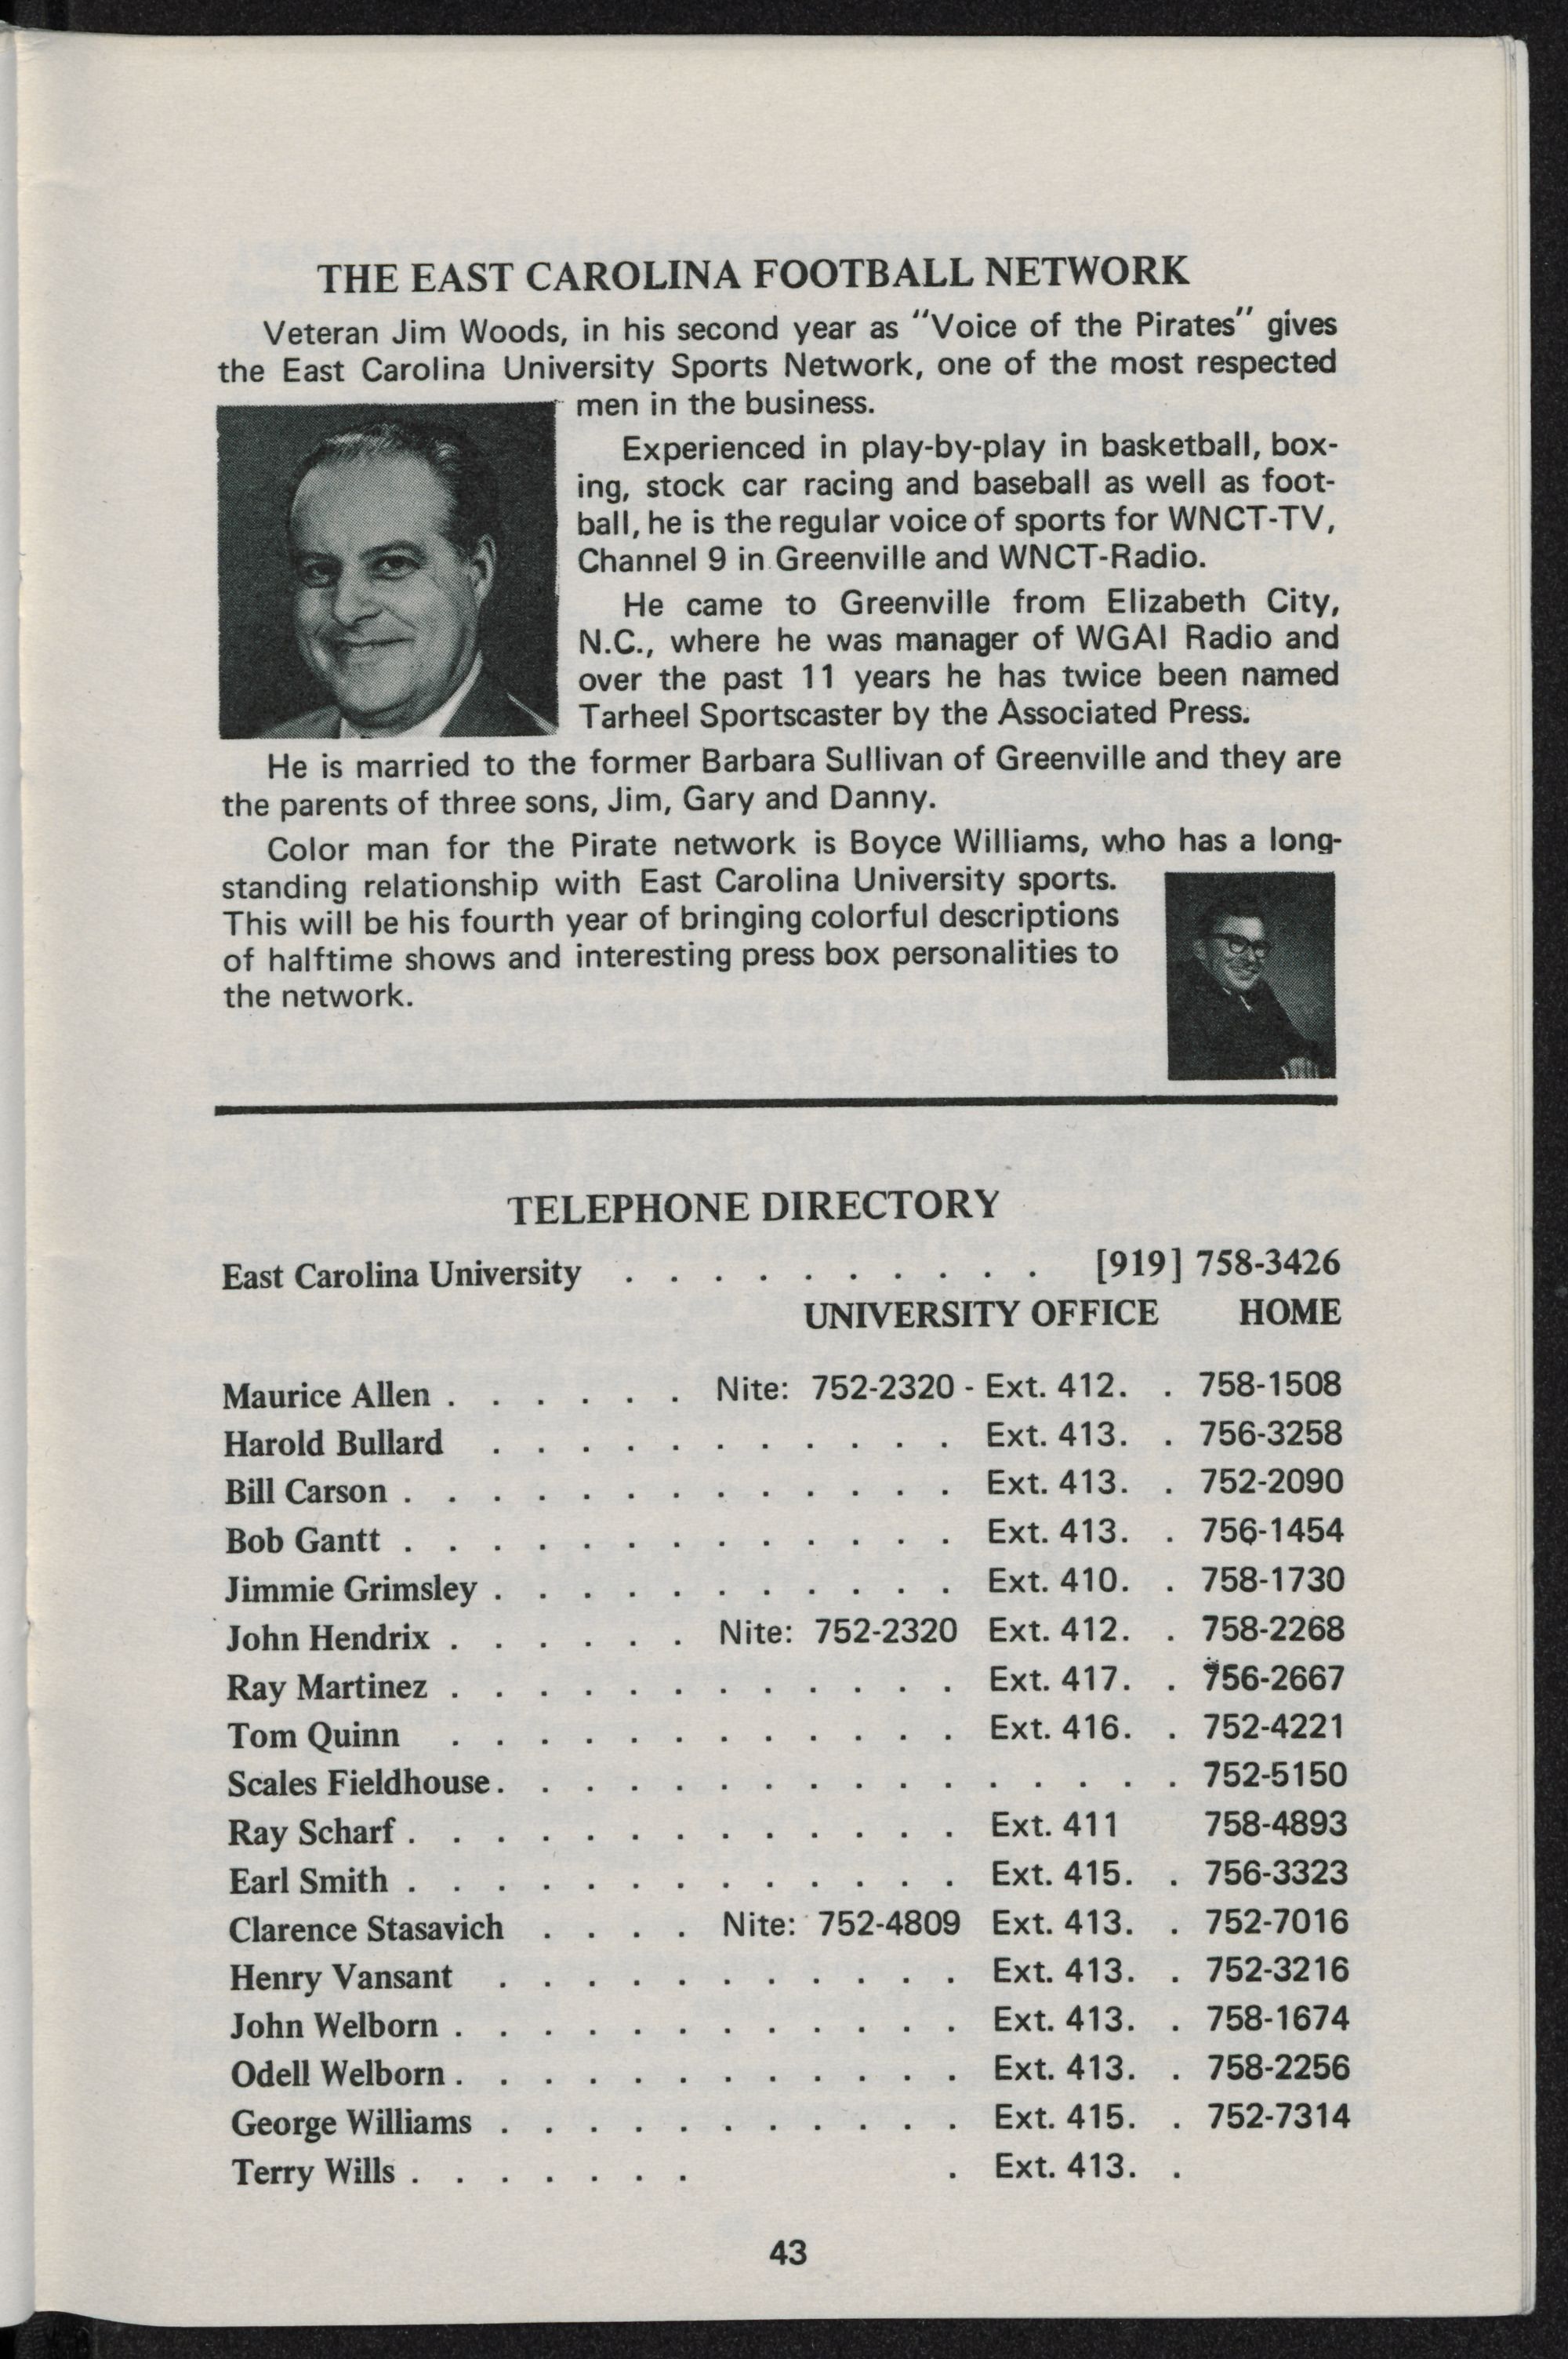 THE EAST CAROLINA FOOTBALL NETWORK
Veteran Jim Woods, in his second year as "Voice of the Pirates" gives
the East Carolina University Sports Network, one of the most respected
men in the business.
Experienced in play-by-play in basketball, box-
ing, stock car racing and baseball as well as foot-
ball, he is the regular voice of sports for WNCT-TV,
Channel 9 in Greenville and WNCT-Radio.
He came to Greenville from Elizabeth City,
N.C., where he was manager of WGAI Radio and
over the past 11 years he has twice been named
Tarheel Sportscaster by the Associated Press.
He is married to the former Barbara Sullivan of Greenville and they are
the parents of three sons, Jim, Gary and Danny.
Color man for the Pirate network is Boyce Williams, who has a long-
standing relationship with East Carolina University sports.
This will be his fourth year of bringing colorful descriptions
of halftime shows and interesting press box personalities to
the network.
TELEPHONE DIRECTORY
East Carolina University . . . . . . . . . . [919] 758-3426
UNIVERSITY OFFICE HOME
Maurice Allen . . . . . . Nite: 752-2320 - Ext. 412. . 758-1508
Harold Bullard . . . . . . . . . . . Ext. 413. . 756-3258
Bill Carson . . . . . . . . . . . . . Ext. 413. . 752-2090
Bob Gantt . . . . . . . . . . . . . Ext. 413. . 756-1454
Jimmie Grimsley . . . . . . . . . . . Ext. 410. . 758-1730
John Hendrix . . . . . . Nite: 752-2320 Ext. 412. . 758-2268
Ray Martinez . . . . . . . . . . . . Ext. 417. . 756-2667
Tom Quinn . . . . . . . . . . . . Ext. 416. . 752-4221
Scales Fieldhouse . . . . . . . . . . . . . . . . 752-5150
Ray Scharf . . . . . . . . . . . . . Ext. 411 758-4893
Earl Smith . . . . . . . . . . . . . Ext. 415. . 756-3323
Clarence Stasavich . . . . Nite: 752-4809 Ext. 413. . 752-7016
Henry Vansant . . . . . . . . . . . Ext. 413. . 752-3216
John Welborn . . . . . . . . . . . . Ext. 413. . 758-1674
Odell Welborn . . . . . . . . . . . . Ext. 413. . 758-2256
George Williams . . . . . . . . . . . Ext. 415. . 752-7314
Terry Wills . . . . . . . . Ext. 413. .
43